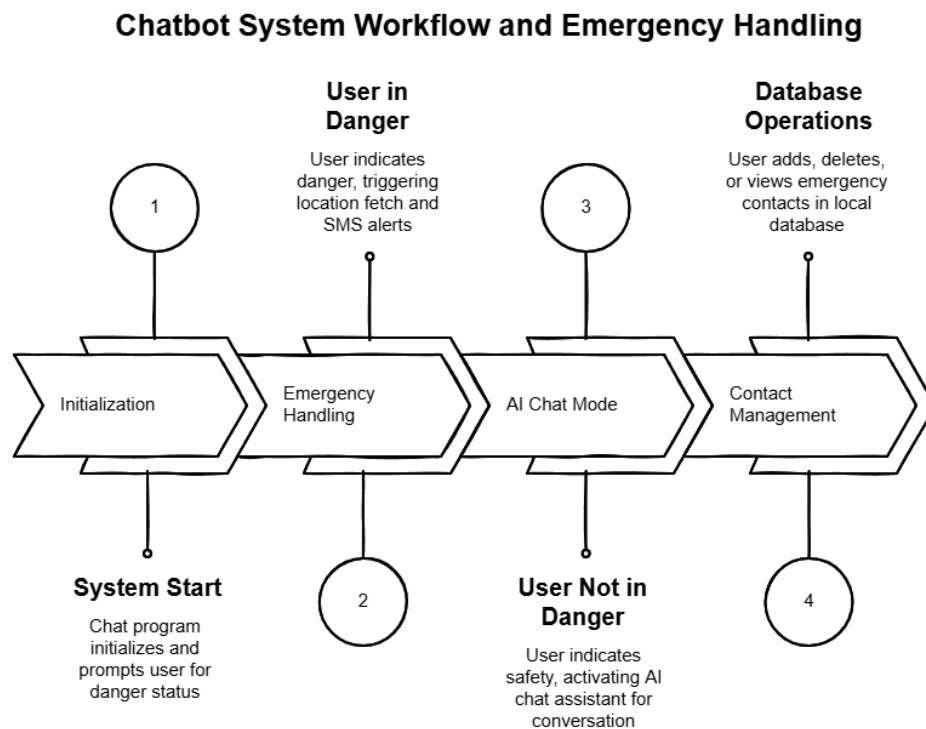 Chatbot System Workflow and Emergency Handling
1
System Start
Chat program
initializes and
prompts user for
danger status
Initialization
User in
Danger
User indicates
danger, triggering
location fetch and
SMS alerts
Emergency
Handling
2
3
AI Chat Mode
User Not in
Danger
User indicates
safety, activating AI
chat assistant for
conversation
Database
Operations
User adds, deletes,
or views emergency
contacts in local
database
Contact
Management
4